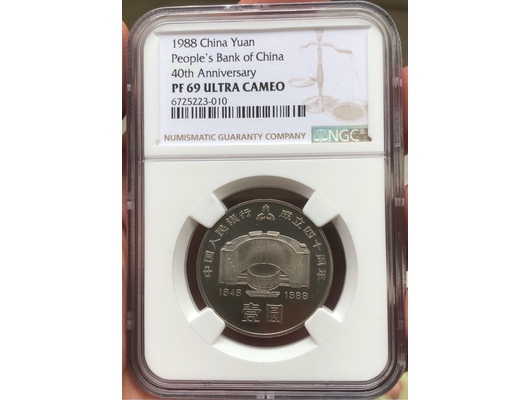 1988 China Yuan
People's Bank of China
40th Anniversary
PF 69 ULTRA CAMEO
6725223-010
NUMISMATIC GUARANTY COMPANY
NGC
中国人民银行 成立四十周年
1948 1988
壹圆